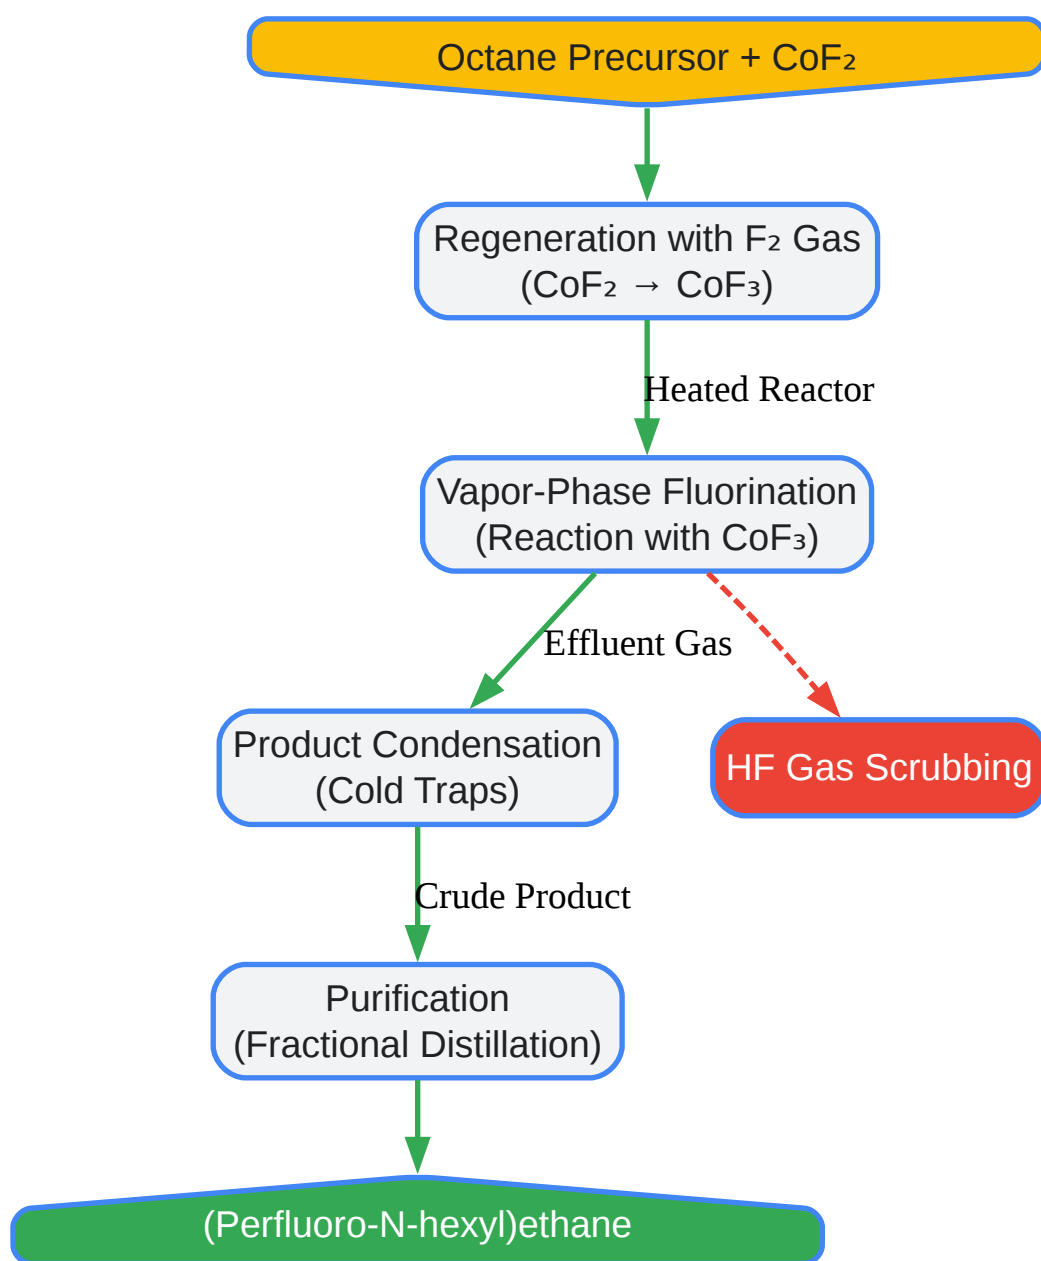 Octane Precursor + CoF₂
Regeneration with F₂ Gas
(CoF₂ → CoF₃)
Heated Reactor
Vapor-Phase Fluorination
(Reaction with CoF₃)
Effluent Gas
Product Condensation
(Cold Traps)
HF Gas Scrubbing
Crude Product
Purification
(Fractional Distillation)
(Perfluoro-N-hexyl)ethane